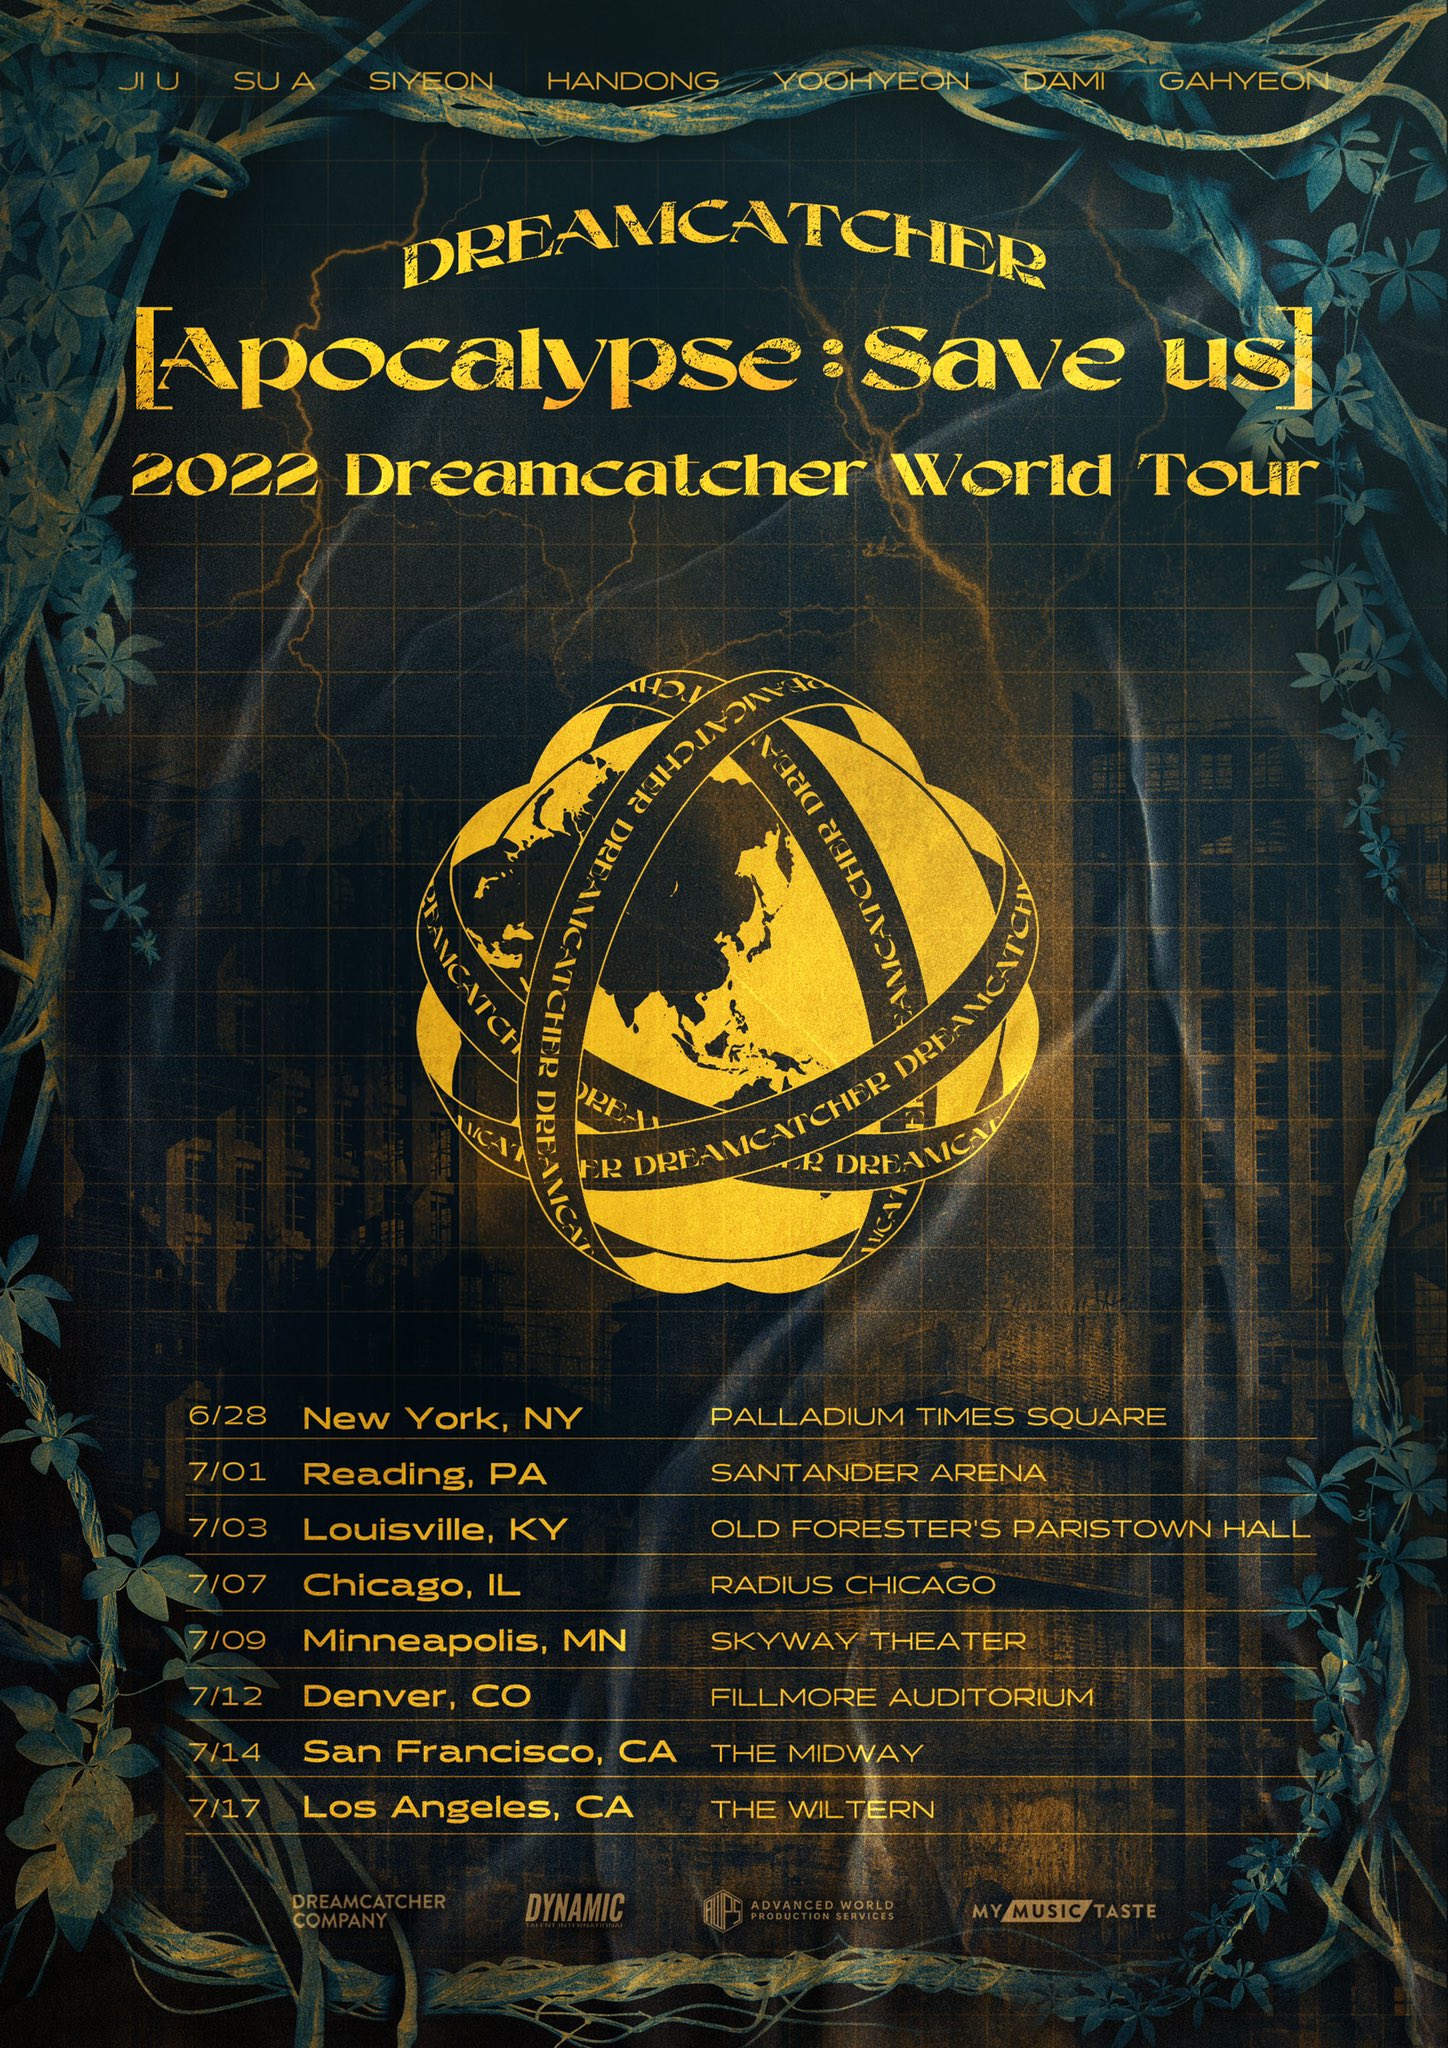 JI U SU A SIYEON HANDONG YOOHYEON DAMI GAHYEON
DREAMCATCHER
[Apocalypse : Save us]
2022 Dreamcatcher World Tour
DREAMCATCHER DREAMCATCHER DREAMCATCHER
6/28 New York, NY PALLADIUM TIMES SQUARE
7/01 Reading, PA SANTANDER ARENA
7/03 Louisville, KY OLD FORESTER'S PARISTOWN HALL
7/07 Chicago, IL RADIUS CHICAGO
7/09 Minneapolis, MN SKYWAY THEATER
7/12 Denver, CO FILLMORE AUDITORIUM
7/14 San Francisco, CA THE MIDWAY
7/17 Los Angeles, CA THE WILTERN
DREAMCATCHER
COMPANY
DYNAMIC
TALENT INTERNATIONAL
AWPS
ADVANCED WORLD
PRODUCTION SERVICES
MY MUSIC TASTE